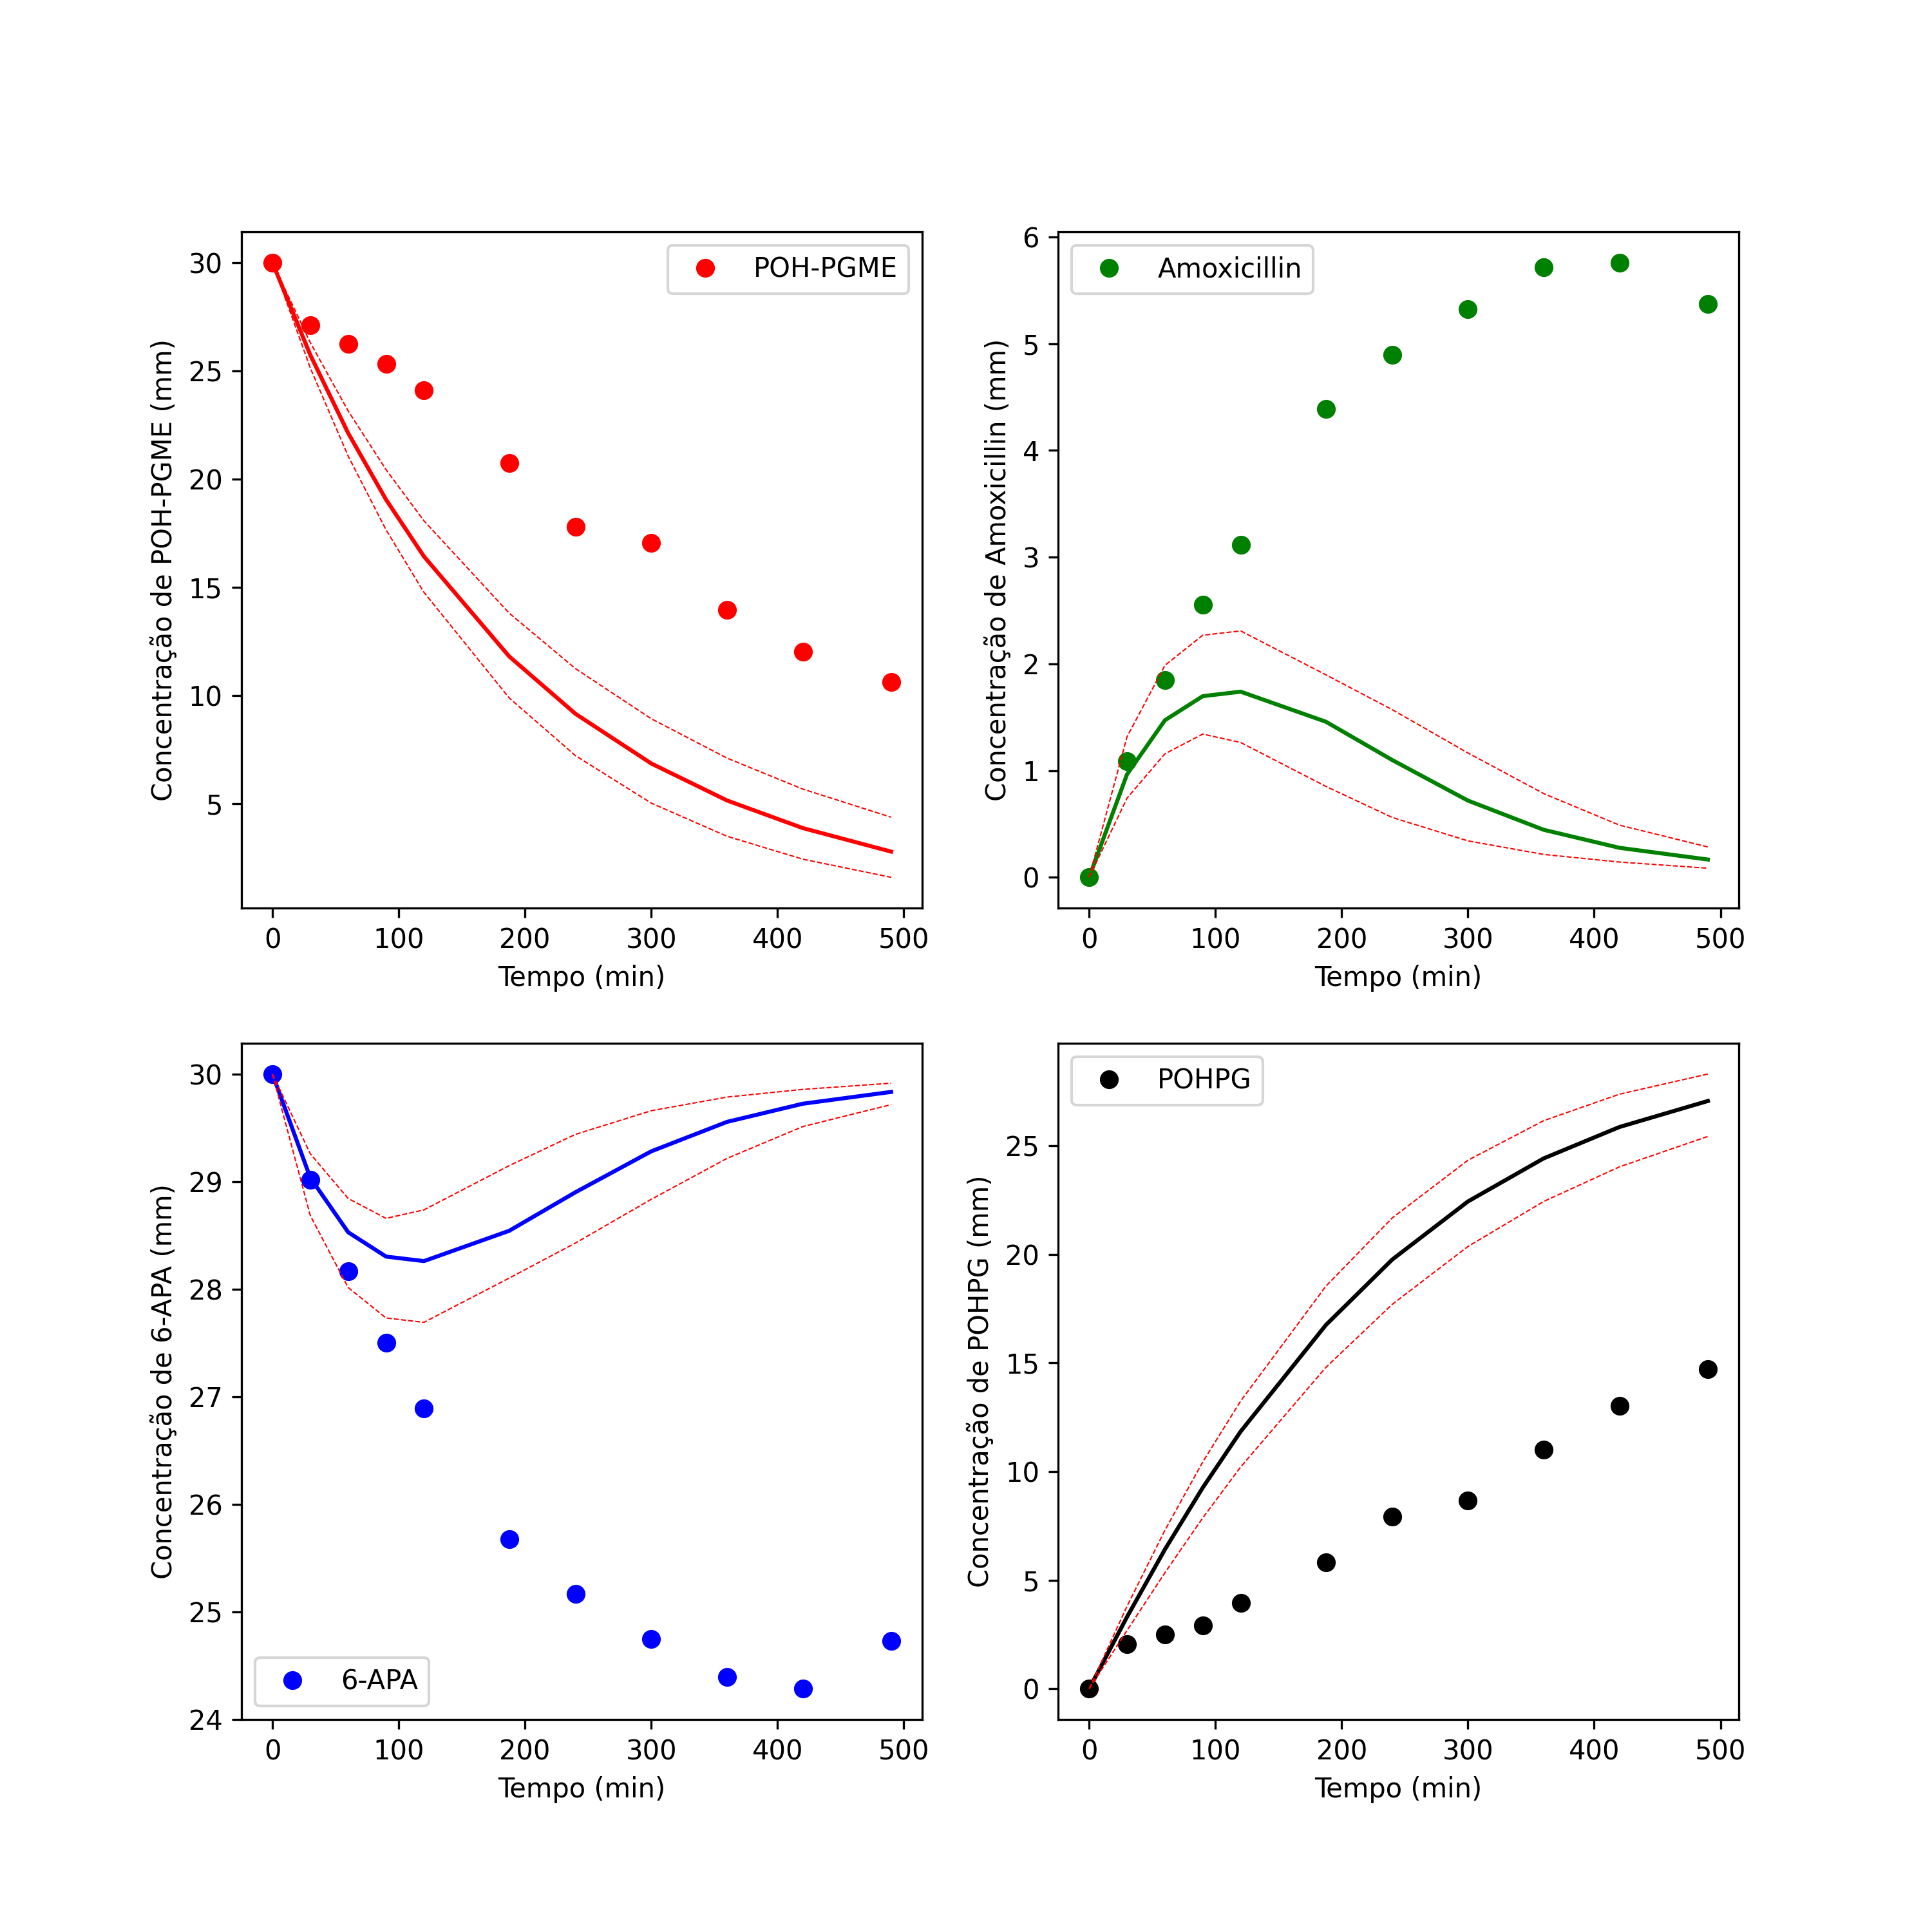 POH-PGME
30
25
20
15
10
5
Concentração de POH-PGME (mm)
0 100 200 300 400 500
Tempo (min)
Amoxicillin
6
5
4
3
2
1
0
Concentração de Amoxicillin (mm)
0 100 200 300 400 500
Tempo (min)
30
29
28
27
26
25
24
Concentração de 6-APA (mm)
6-APA
0 100 200 300 400 500
Tempo (min)
POHPG
25
20
15
10
5
0
Concentração de POHPG (mm)
0 100 200 300 400 500
Tempo (min)